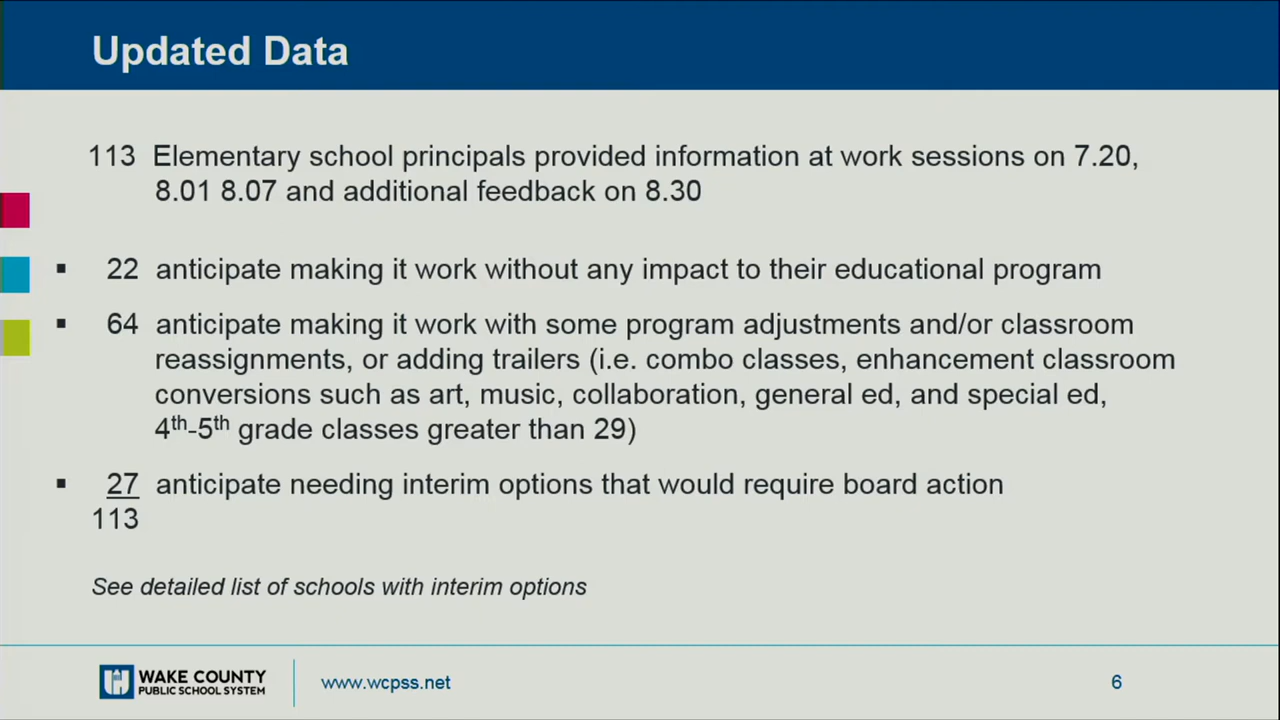 Updated Data
113 Elementary school principals provided information at work sessions on 7.20,
8.01 8.07 and additional feedback on 8.30
▪ 22 anticipate making it work without any impact to their educational program
▪ 64 anticipate making it work with some program adjustments and/or classroom
reassignments, or adding trailers (i.e. combo classes, enhancement classroom
conversions such as art, music, collaboration, general ed, and special ed,
4th-5th grade classes greater than 29)
▪ 27 anticipate needing interim options that would require board action
113
See detailed list of schools with interim options
WAKE COUNTY
PUBLIC SCHOOL SYSTEM
www.wcpss.net
6